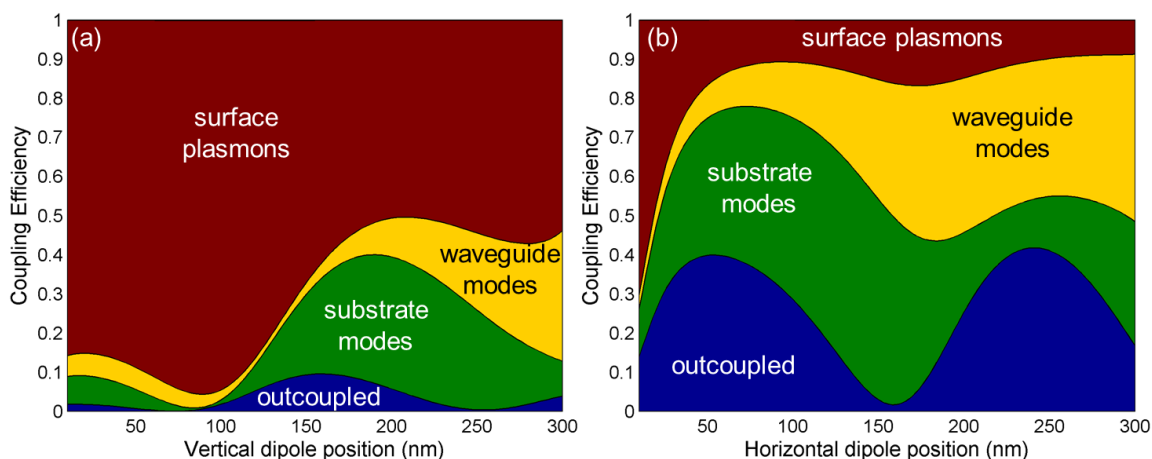 (a)
surface
plasmons
waveguide
modes
substrate
modes
outcoupled
Coupling Efficiency
1
0.9
0.8
0.7
0.6
0.5
0.4
0.3
0.2
0.1
0
50
100
150
200
250
300
Vertical dipole position (nm)
(b)
surface plasmons
waveguide
modes
substrate
modes
outcoupled
Coupling Efficiency
1
0.9
0.8
0.7
0.6
0.5
0.4
0.3
0.2
0.1
0
50
100
150
200
250
300
Horizontal dipole position (nm)